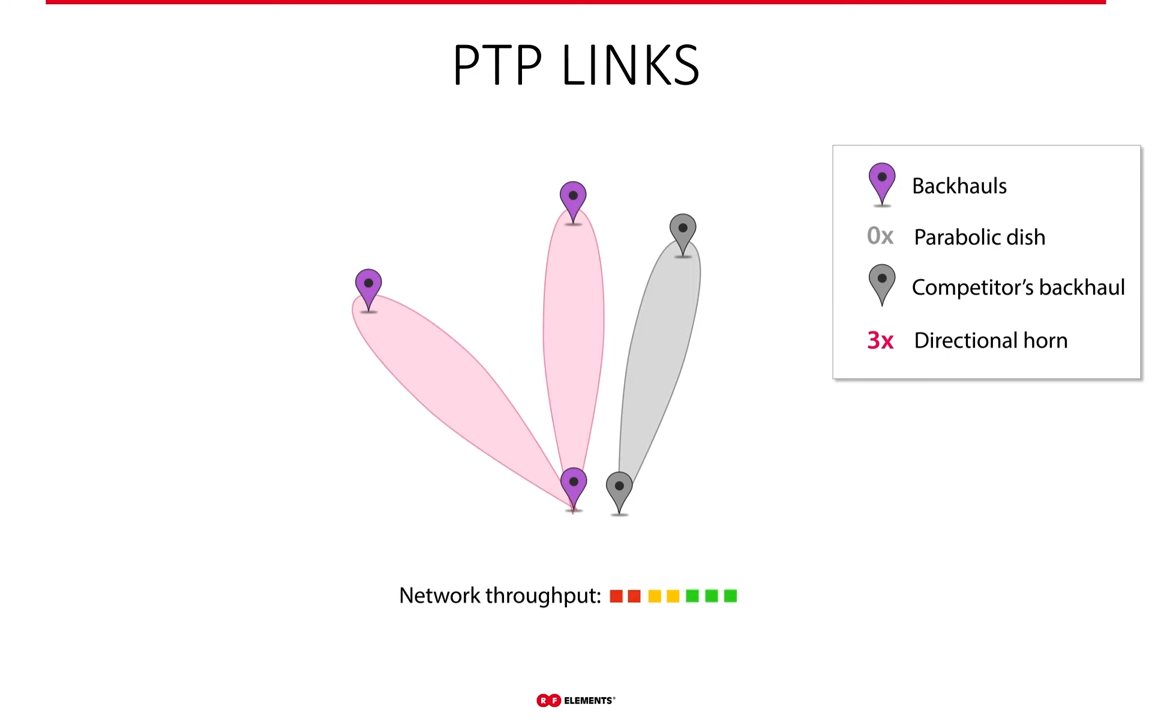 PTP LINKS
Backhauls
0x Parabolic dish
Competitor's backhaul
3x Directional horn
Network throughput:
RF ELEMENTS®